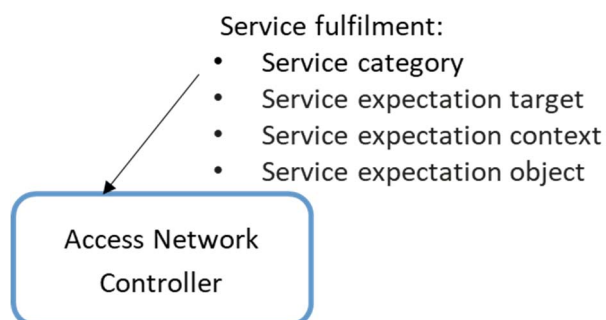 Service fulfilment:
• Service category
• Service expectation target
• Service expectation context
• Service expectation object
Access Network
Controller